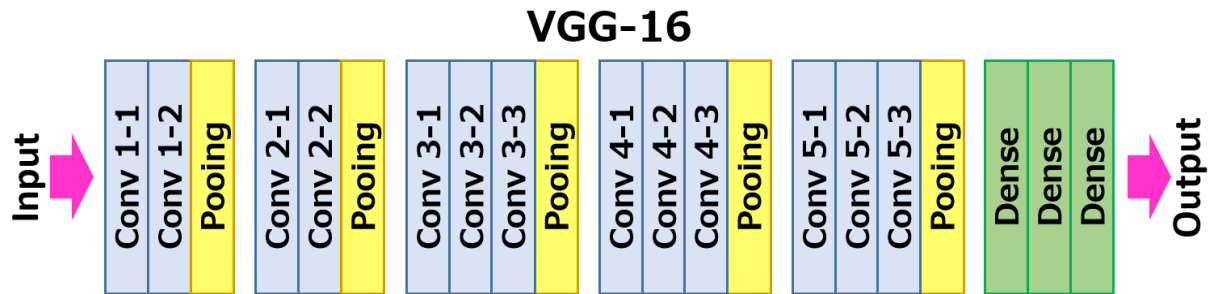 VGG-16
Input
Conv 1-1
Conv 1-2
Pooing
Conv 2-1
Conv 2-2
Pooing
Conv 3-1
Conv 3-2
Conv 3-3
Pooing
Conv 4-1
Conv 4-2
Conv 4-3
Pooing
Conv 5-1
Conv 5-2
Conv 5-3
Pooing
Dense
Dense
Dense
Output